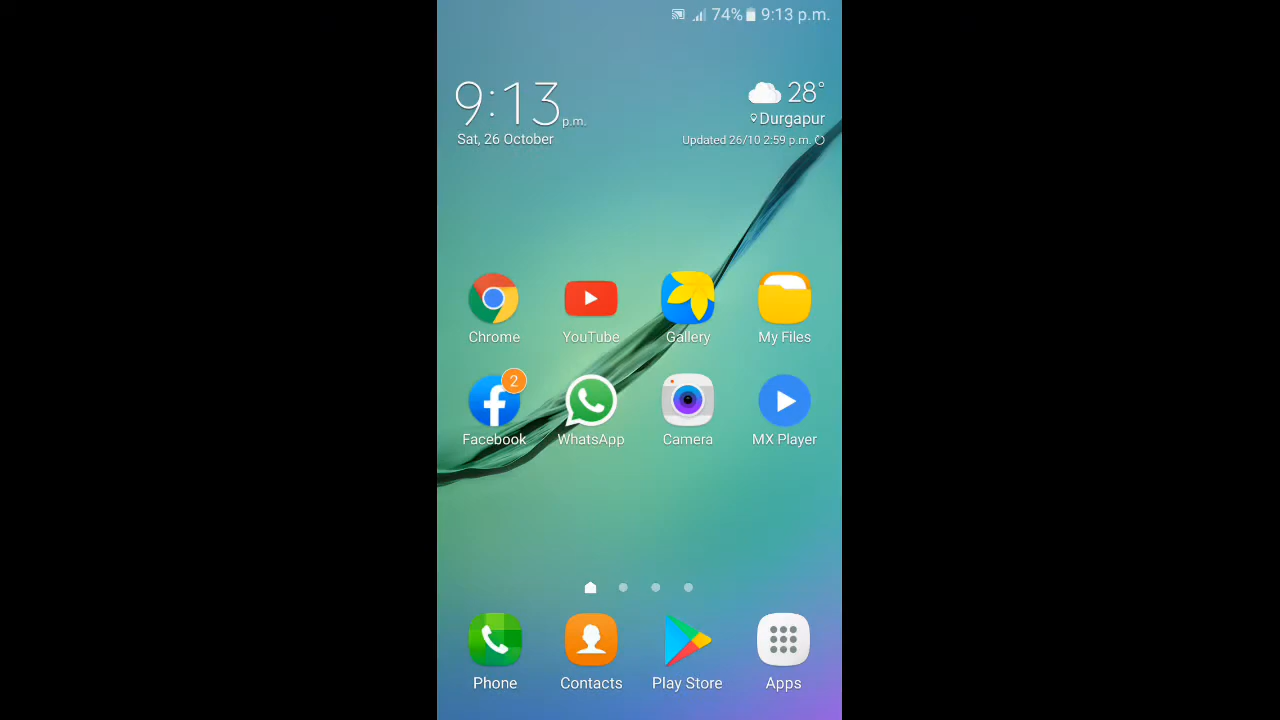 74% 9:13 p.m.
9:13 p.m.
Sat, 26 October
28°
Durgapur
Updated 26/10 2:59 p.m.
Chrome YouTube Gallery My Files
2
Facebook WhatsApp Camera MX Player
Phone Contacts Play Store Apps